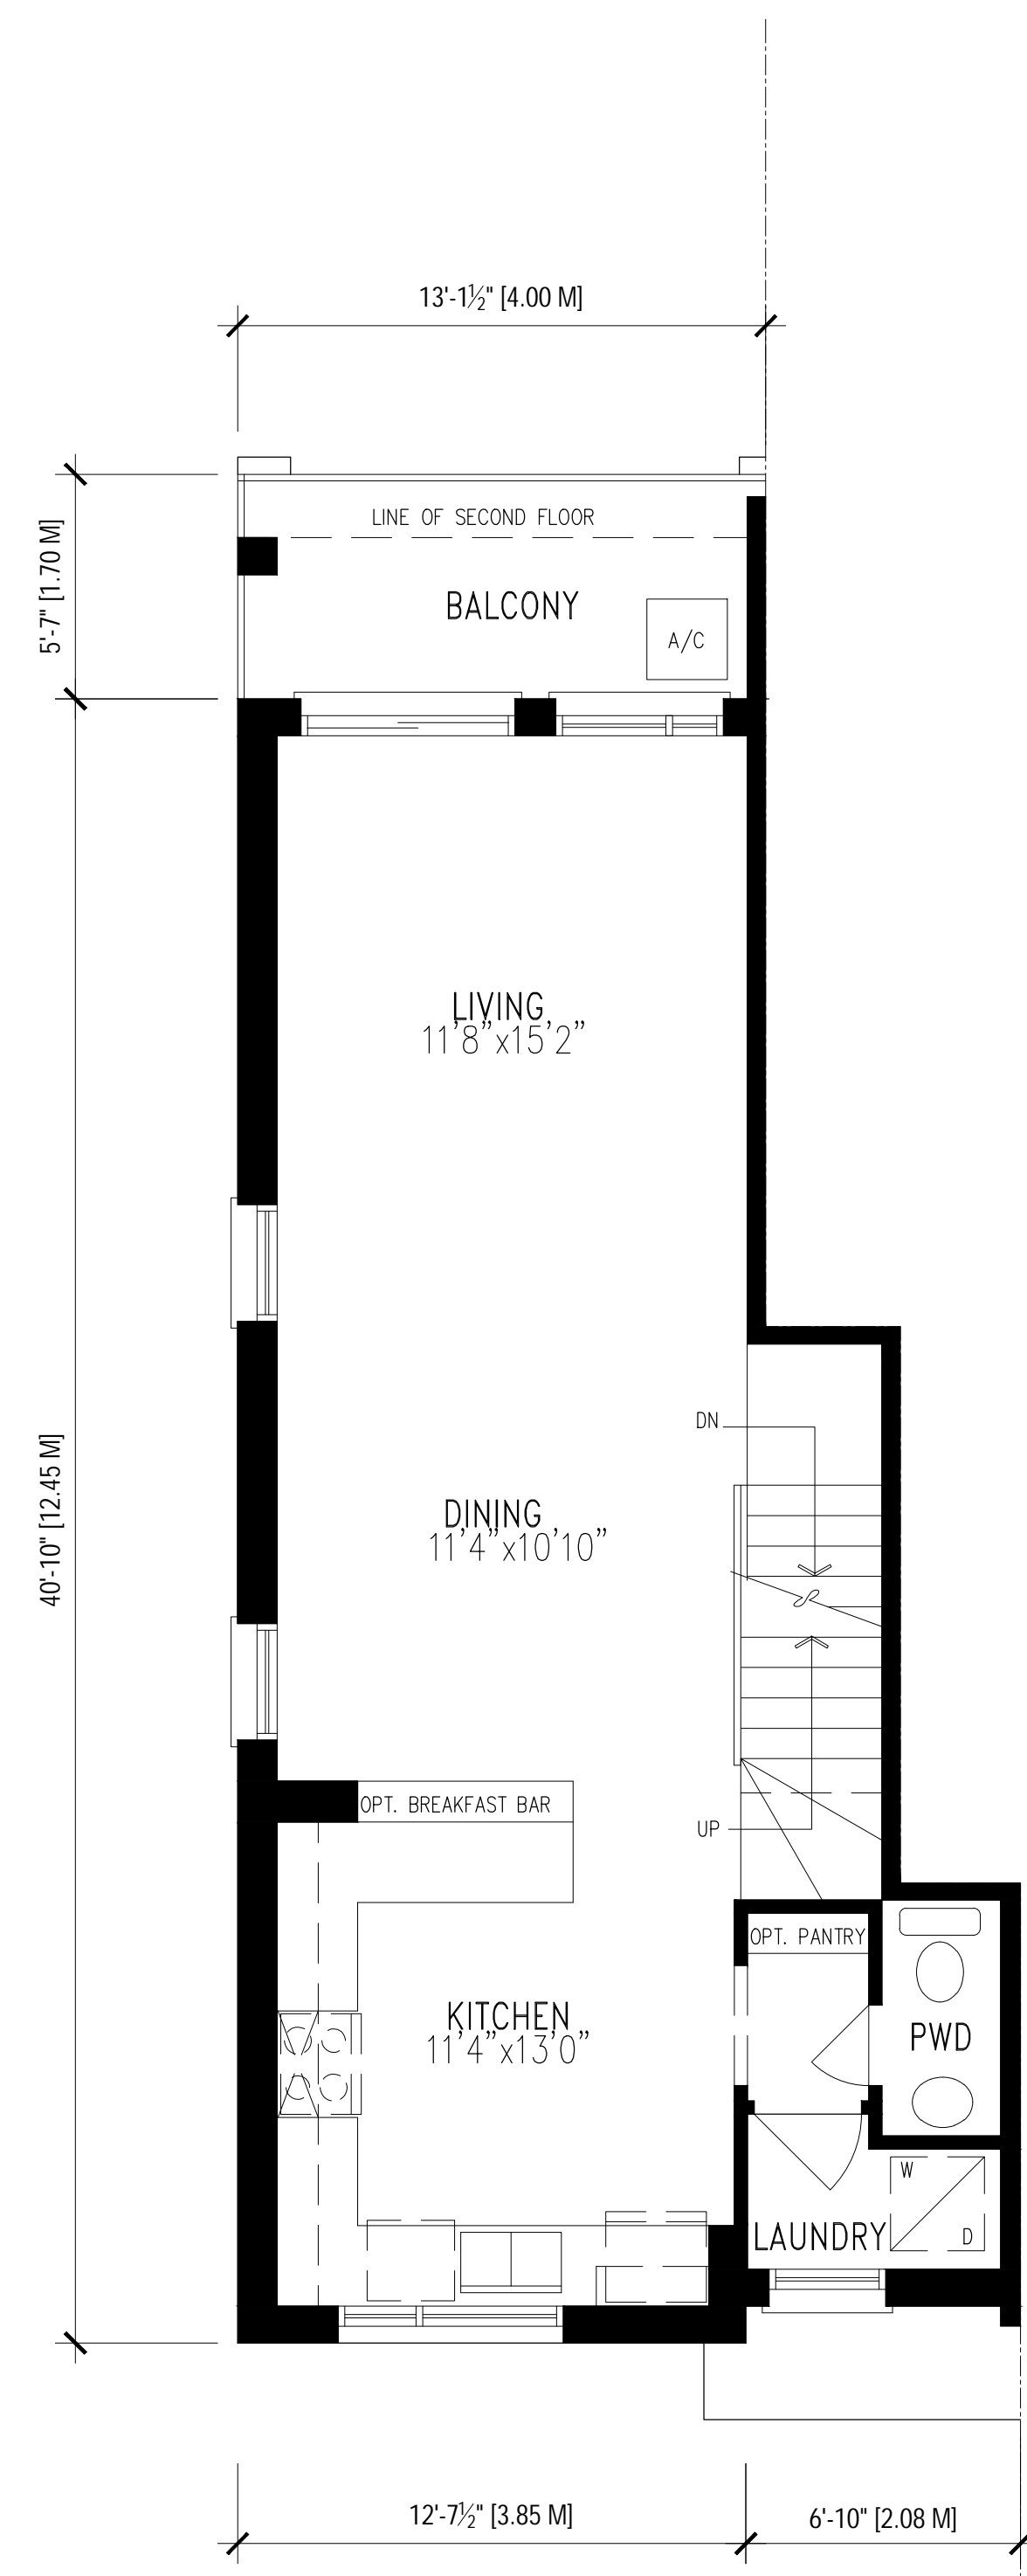 13'-1½" [4.00 M]
LINE OF SECOND FLOOR
5'-7" [1.70 M]
BALCONY
A/C
LIVING
11'8"x15'2"
DN
40'-10" [12.45 M]
DINING
11'4"x10'10"
OPT. BREAKFAST BAR
UP
OPT. PANTRY
KITCHEN
11'4"x13'0"
PWD
W
D
LAUNDRY
12'-7½" [3.85 M]
6'-10" [2.08 M]